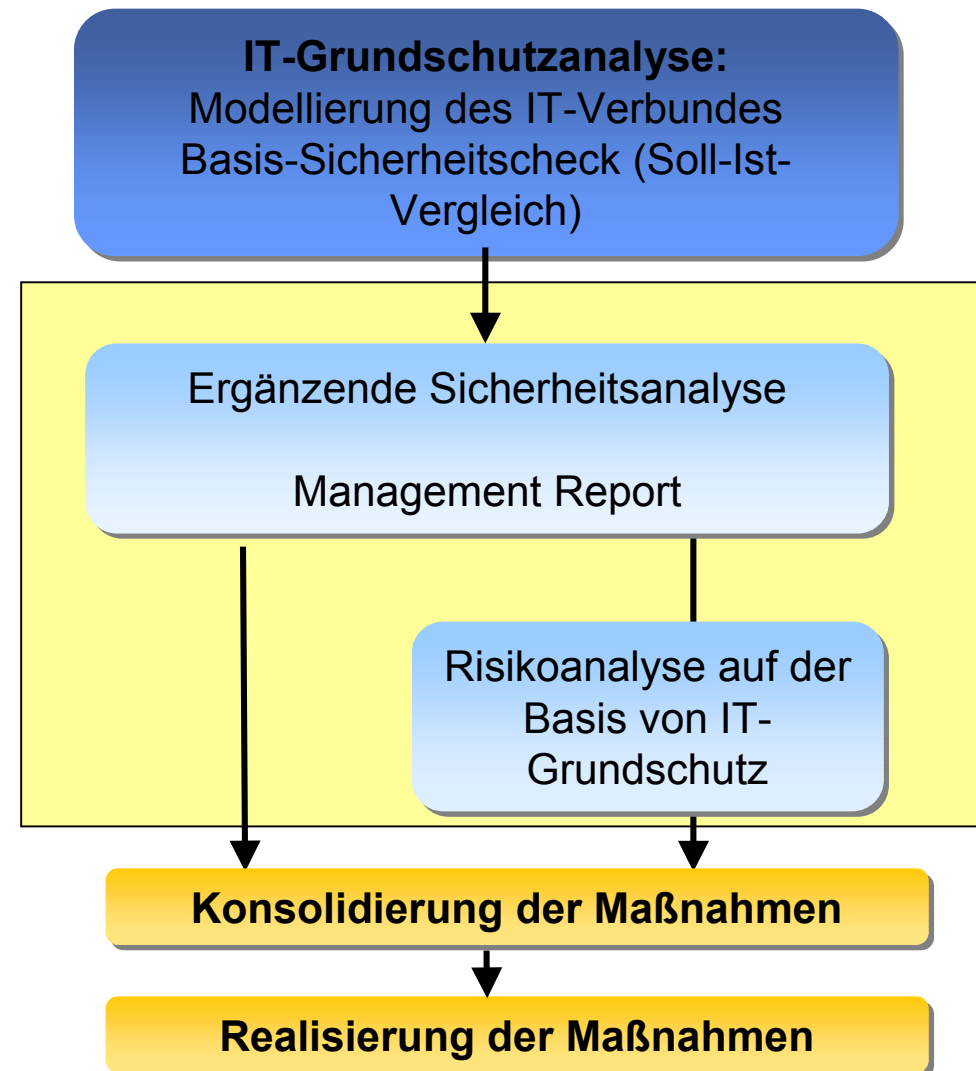 IT-Grundschutzanalyse:
Modellierung des IT-Verbundes
Basis-Sicherheitscheck (Soll-Ist-
Vergleich)
Ergänzende Sicherheitsanalyse
Management Report
Risikoanalyse auf der
Basis von IT-
Grundschutz
Konsolidierung der Maßnahmen
Realisierung der Maßnahmen